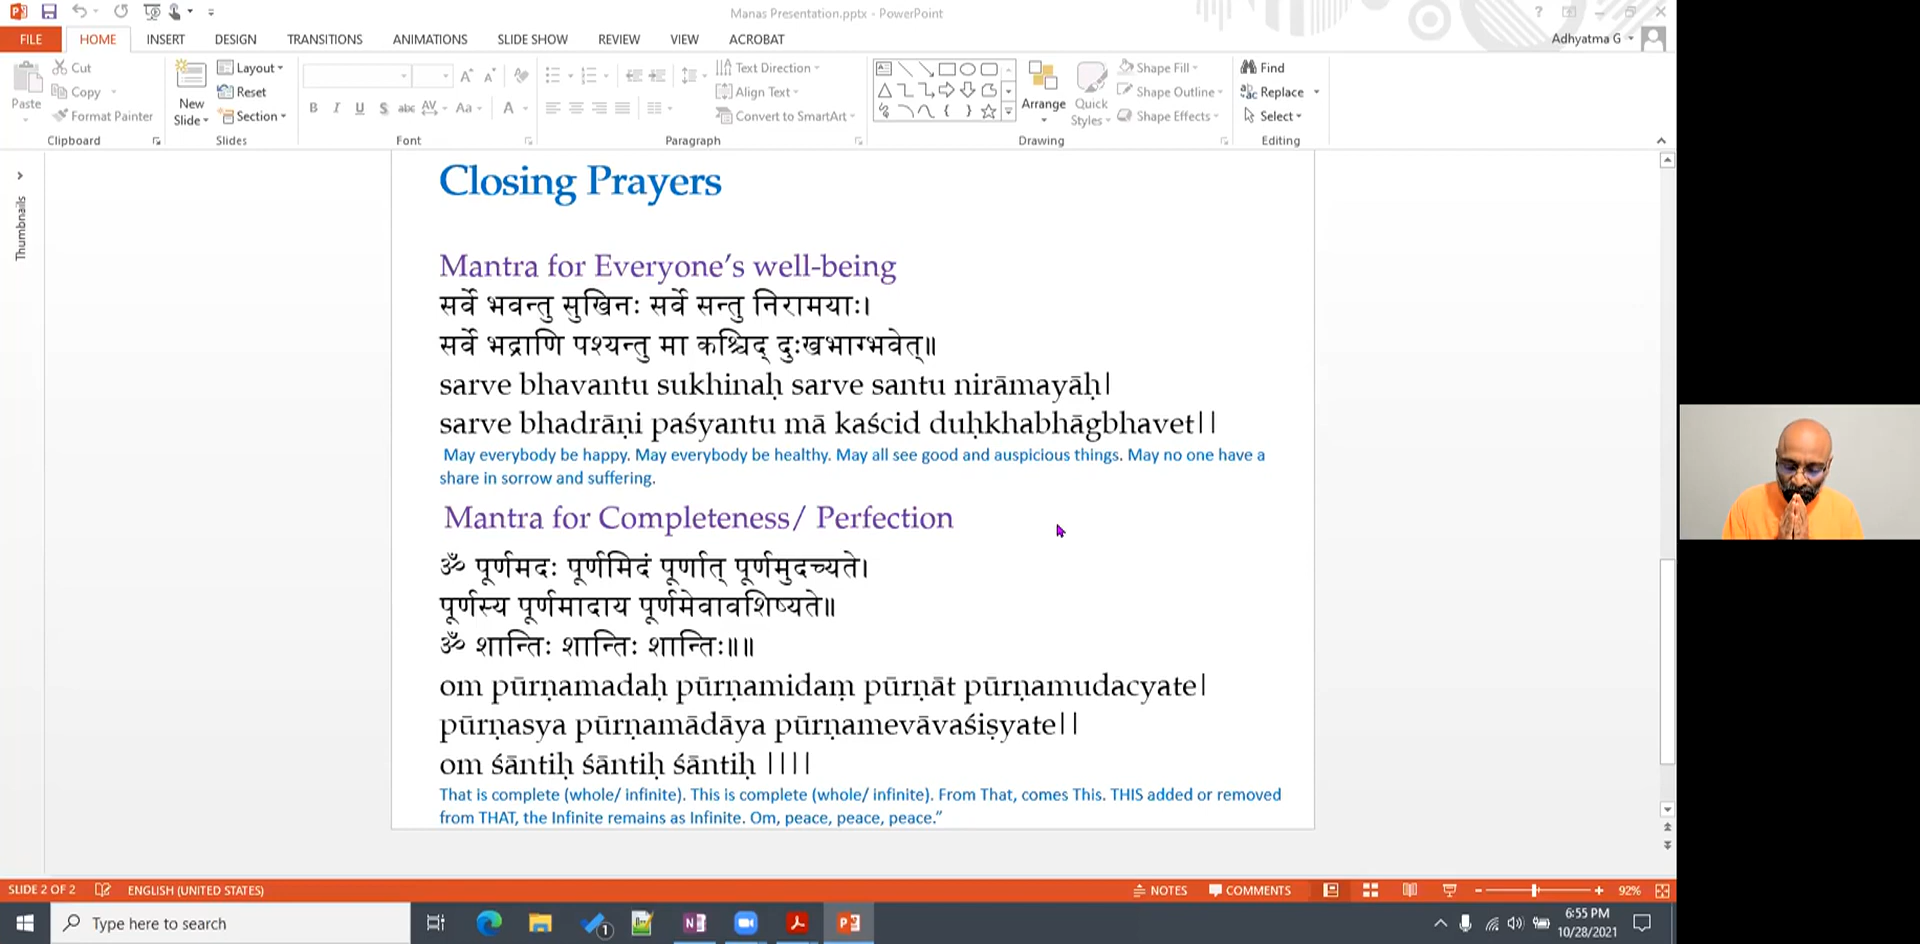 Manas Presentation.pptx - PowerPoint
?
FILE HOME INSERT DESIGN TRANSITIONS ANIMATIONS SLIDE SHOW REVIEW VIEW ACROBAT
Adhyatma G
Paste
Cut
Copy
Format Painter
Clipboard
New
Slide
Layout
Reset
Section
Slides
B I U S abc AV Aa A
Font
Text Direction
Align Text
Convert to SmartArt
Paragraph
Arrange
Quick
Styles
Shape Fill
Shape Outline
Shape Effects
Drawing
Find
Replace
Select
Editing
Thumbnails
Closing Prayers
Mantra for Everyone's well-being
सर्वे भवन्तु सुखिनः सर्वे सन्तु निरामयाः।
सर्वे भद्राणि पश्यन्तु मा कश्चिद् दुःखभाग्भवेत्॥
sarve bhavantu sukhinaḥ sarve santu nirāmayāḥ|
sarve bhadrāṇi paśyantu mā kaścid duḥkhabhāgbhavet||
May everybody be happy. May everybody be healthy. May all see good and auspicious things. May no one have a
share in sorrow and suffering.
Mantra for Completeness/ Perfection
ॐ पूर्णमदः पूर्णमिदं पूर्णात् पूर्णमुदच्यते।
पूर्णस्य पूर्णमादाय पूर्णमेवावशिष्यते॥
ॐ शान्तिः शान्तिः शान्तिः॥॥
om pūrṇamadaḥ pūrṇamidaṃ pūrṇāt pūrṇamudacyate|
pūrṇasya pūrṇamādāya pūrṇamevāvaśiṣyate||
om śāntiḥ śāntiḥ śāntiḥ ||||
That is complete (whole/ infinite). This is complete (whole/ infinite). From That, comes This. THIS added or removed
from THAT, the Infinite remains as Infinite. Om, peace, peace, peace.”
SLIDE 2 OF 2 ENGLISH (UNITED STATES) NOTES COMMENTS 92%
Type here to search
1
6:55 PM
10/28/2021